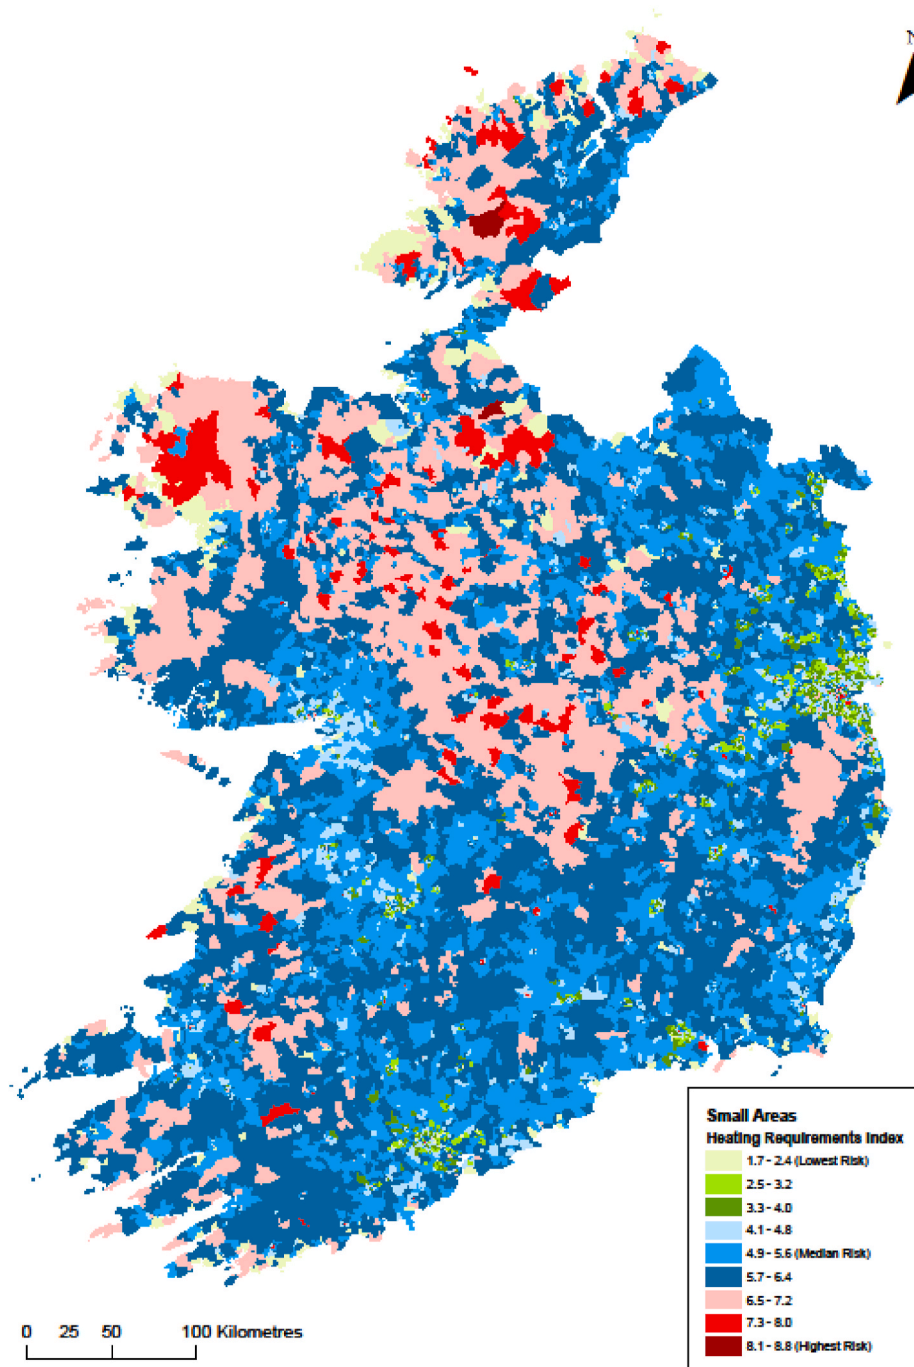 N
Small Areas
Heating Requirements Index
1.7 - 2.4 (Lowest Risk)
2.5 - 3.2
3.3 - 4.0
4.1 - 4.8
4.9 - 5.6 (Median Risk)
5.7 - 6.4
6.5 - 7.2
7.3 - 8.0
8.1 - 8.8 (Highest Risk)
0 25 50 100 Kilometres